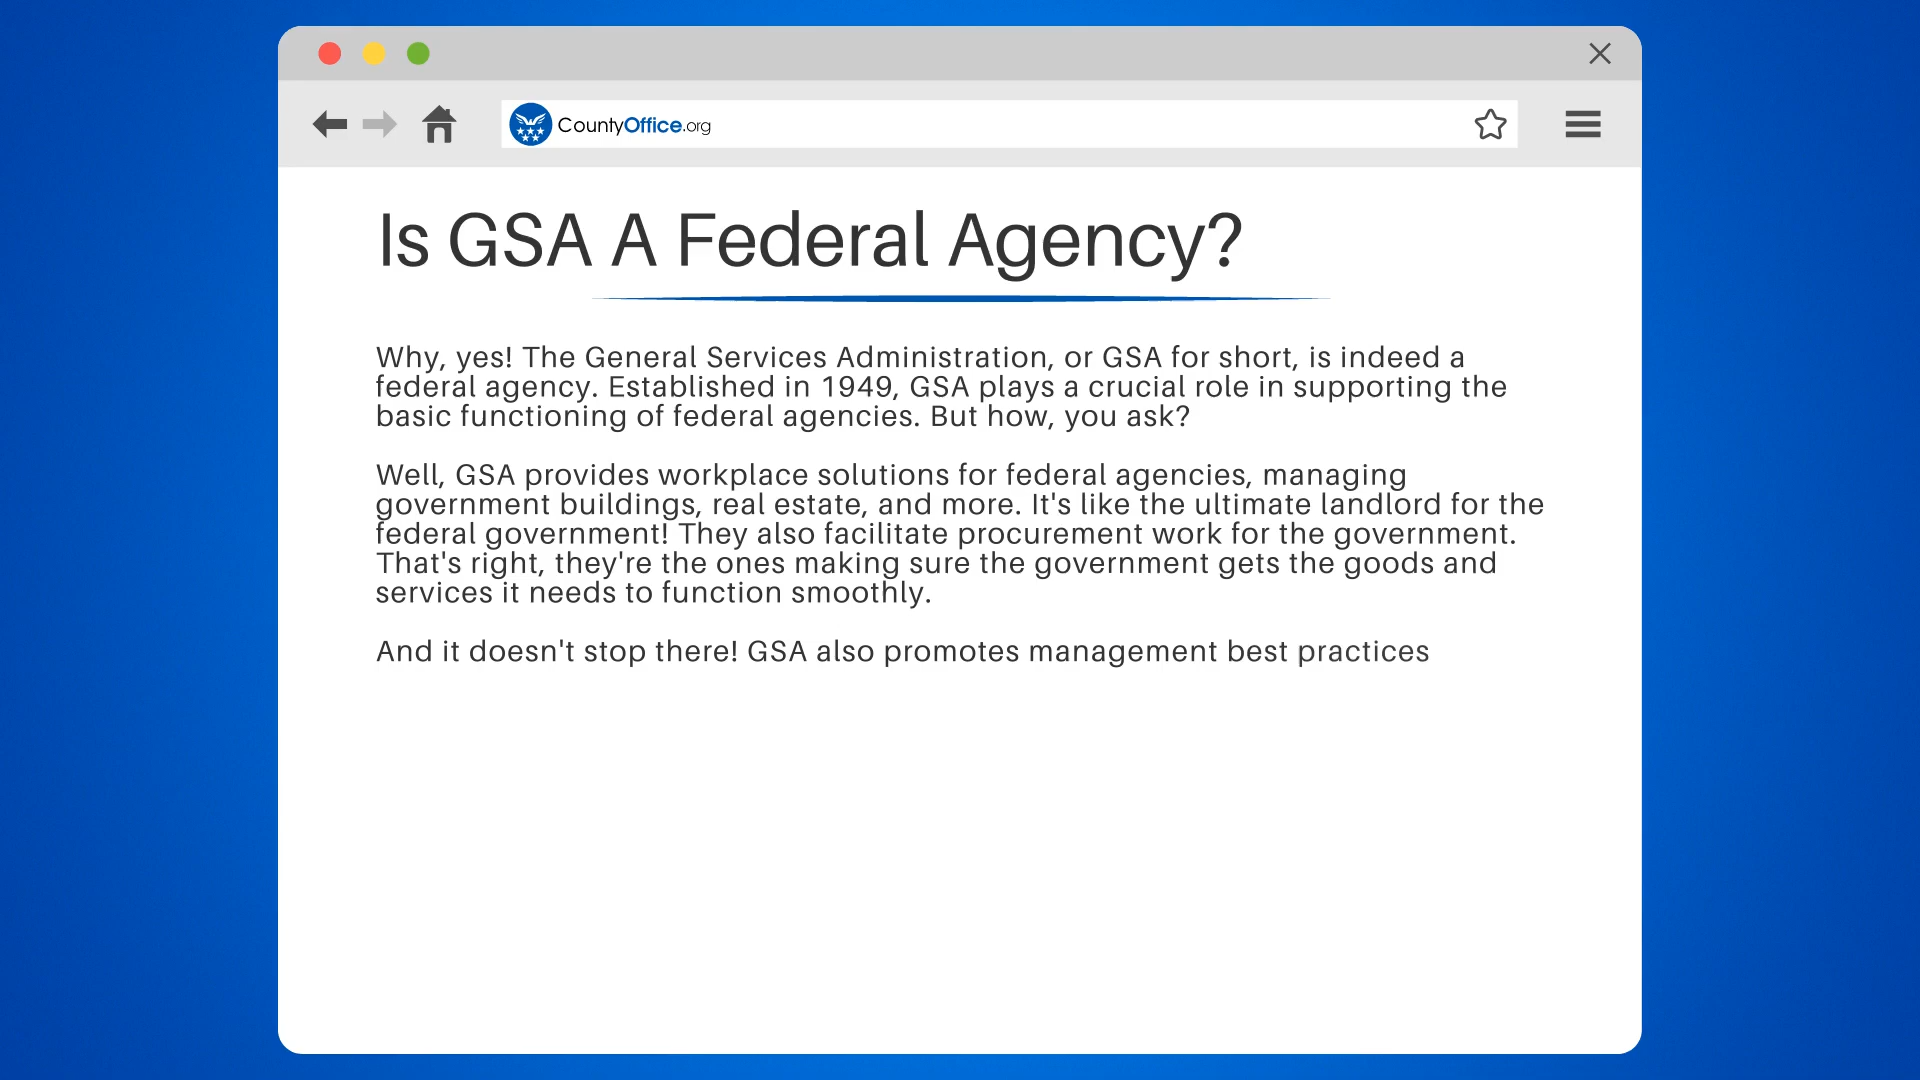 CountyOffice.org
Is GSA A Federal Agency?
Why, yes! The General Services Administration, or GSA for short, is indeed a
federal agency. Established in 1949, GSA plays a crucial role in supporting the
basic functioning of federal agencies. But how, you ask?
Well, GSA provides workplace solutions for federal agencies, managing
government buildings, real estate, and more. It's like the ultimate landlord for the
federal government! They also facilitate procurement work for the government.
That's right, they're the ones making sure the government gets the goods and
services it needs to function smoothly.
And it doesn't stop there! GSA also promotes management best practices